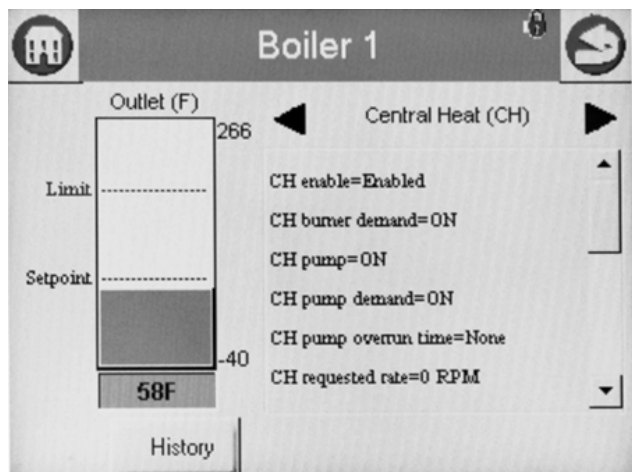 Boiler 1
Outlet (F)
266
Limit
Setpoint
-40
58F
History
Central Heat (CH)
CH enable=Enabled
CH burner demand=ON
CH pump=ON
CH pump demand=ON
CH pump overrun time=None
CH requested rate=0 RPM